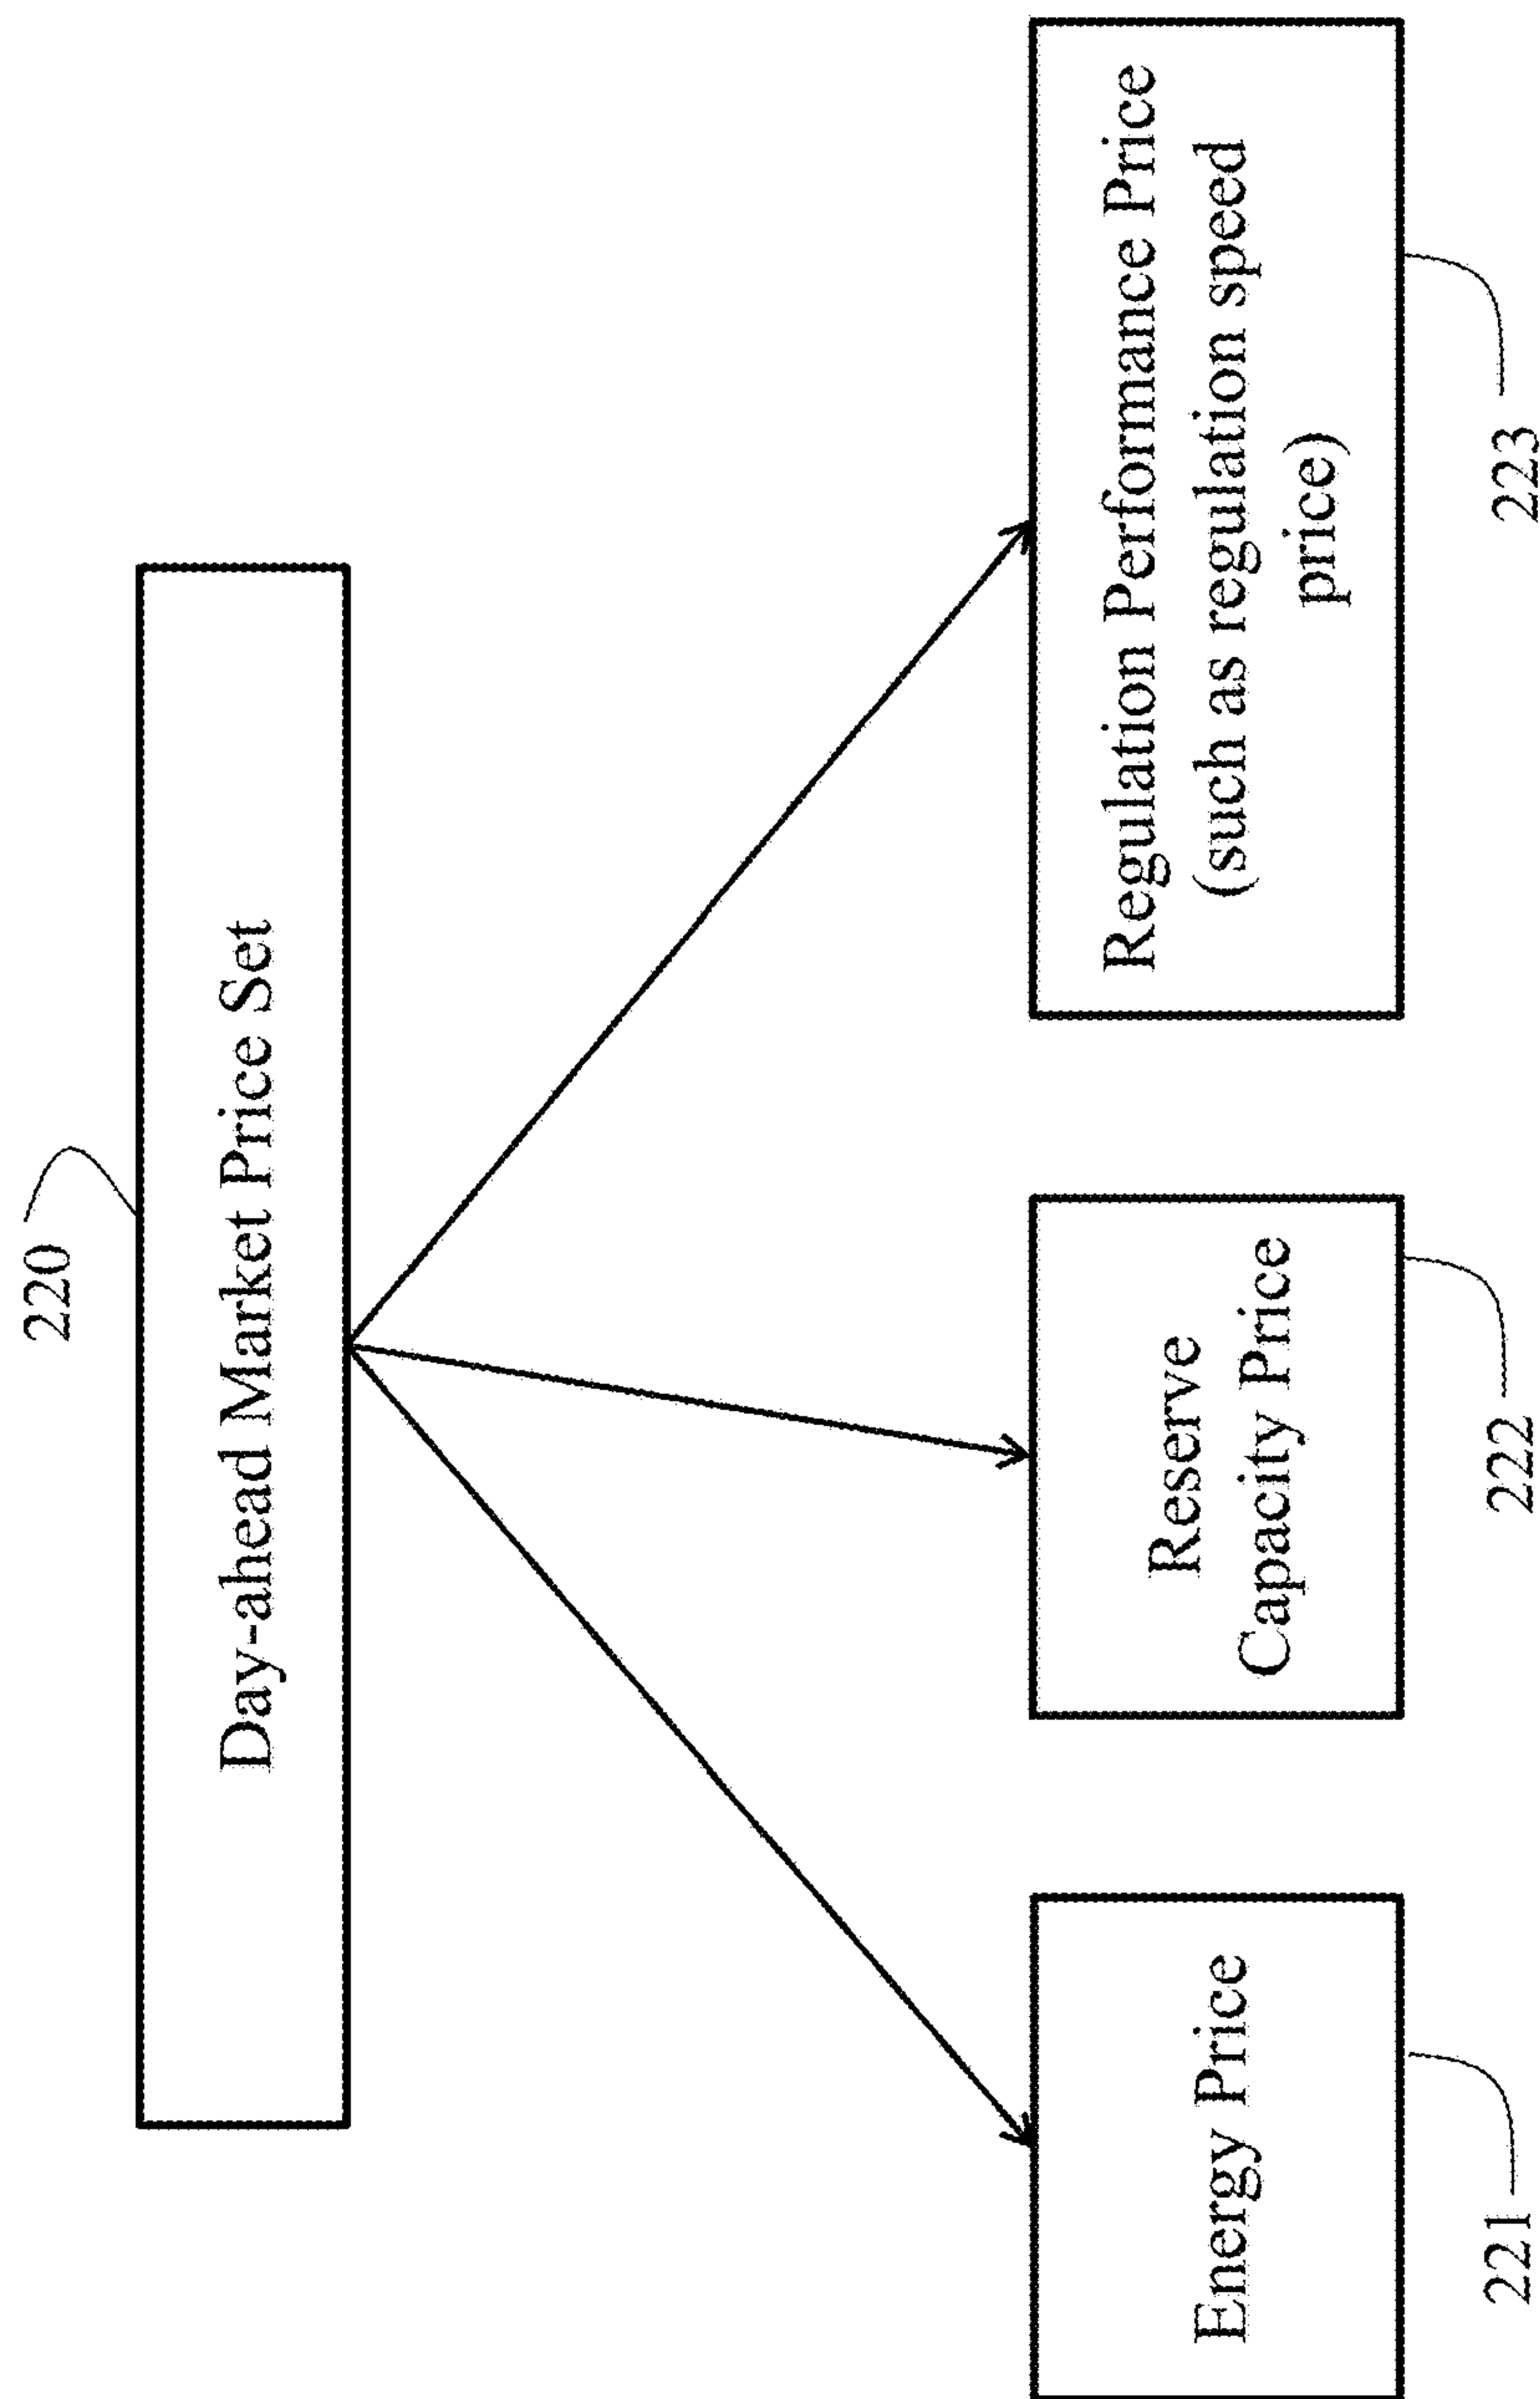 220
Day-ahead Market Price Set
Energy Price
221
Reserve
Capacity Price
222
Regulation Performance Price
(such as regulation speed
price)
223